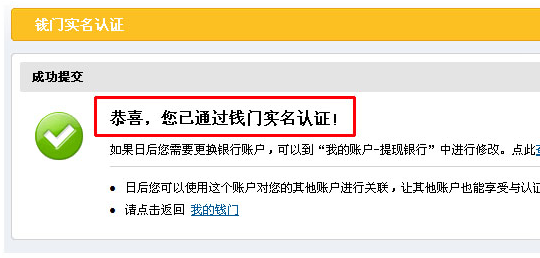 钱门实名认证
成功提交
恭喜，您已通过钱门实名认证！
如果日后您需要更换银行账户，可以到“我的账户-提现银行”中进行修改。点此
日后您可以使用这个账户对您的其他账户进行关联，让其他账户也能享受与认证
请点击返回 我的钱门